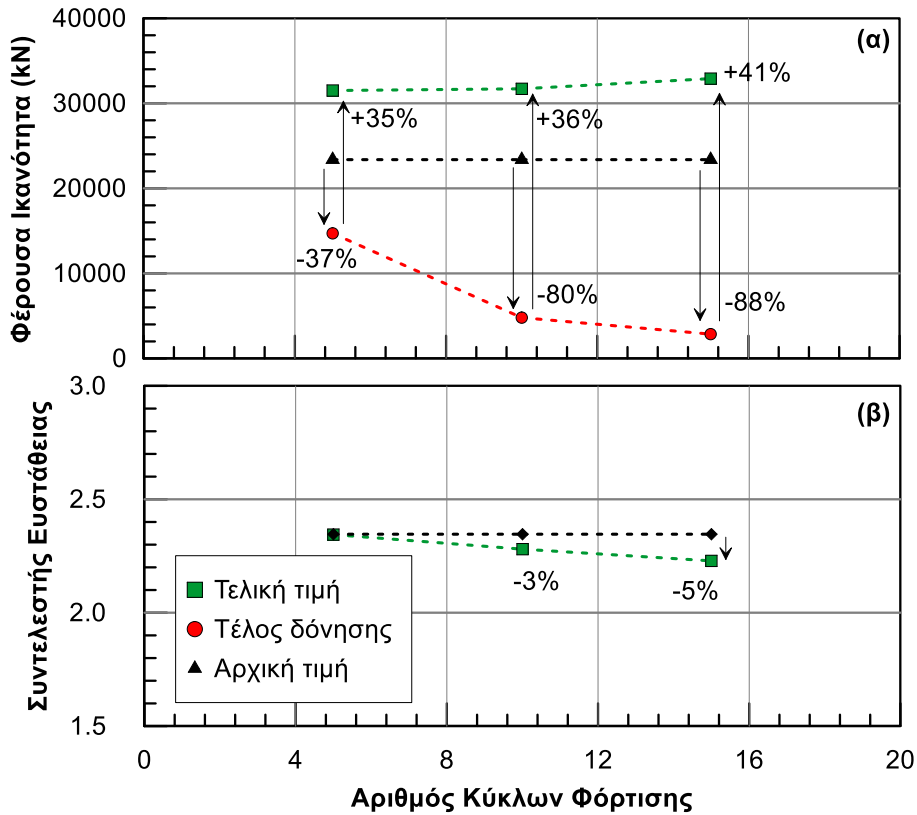 Φέρουσα Ικανότητα (kN)
40000
30000
20000
10000
0
(α)
+35%
+36%
+41%
-37%
-80%
-88%
Συντελεστής Ευστάθειας
3.0
2.5
2.0
1.5
(β)
-3%
-5%
Τελική τιμή
Τέλος δόνησης
Αρχική τιμή
0 4 8 12 16 20
Αριθμός Κύκλων Φόρτισης